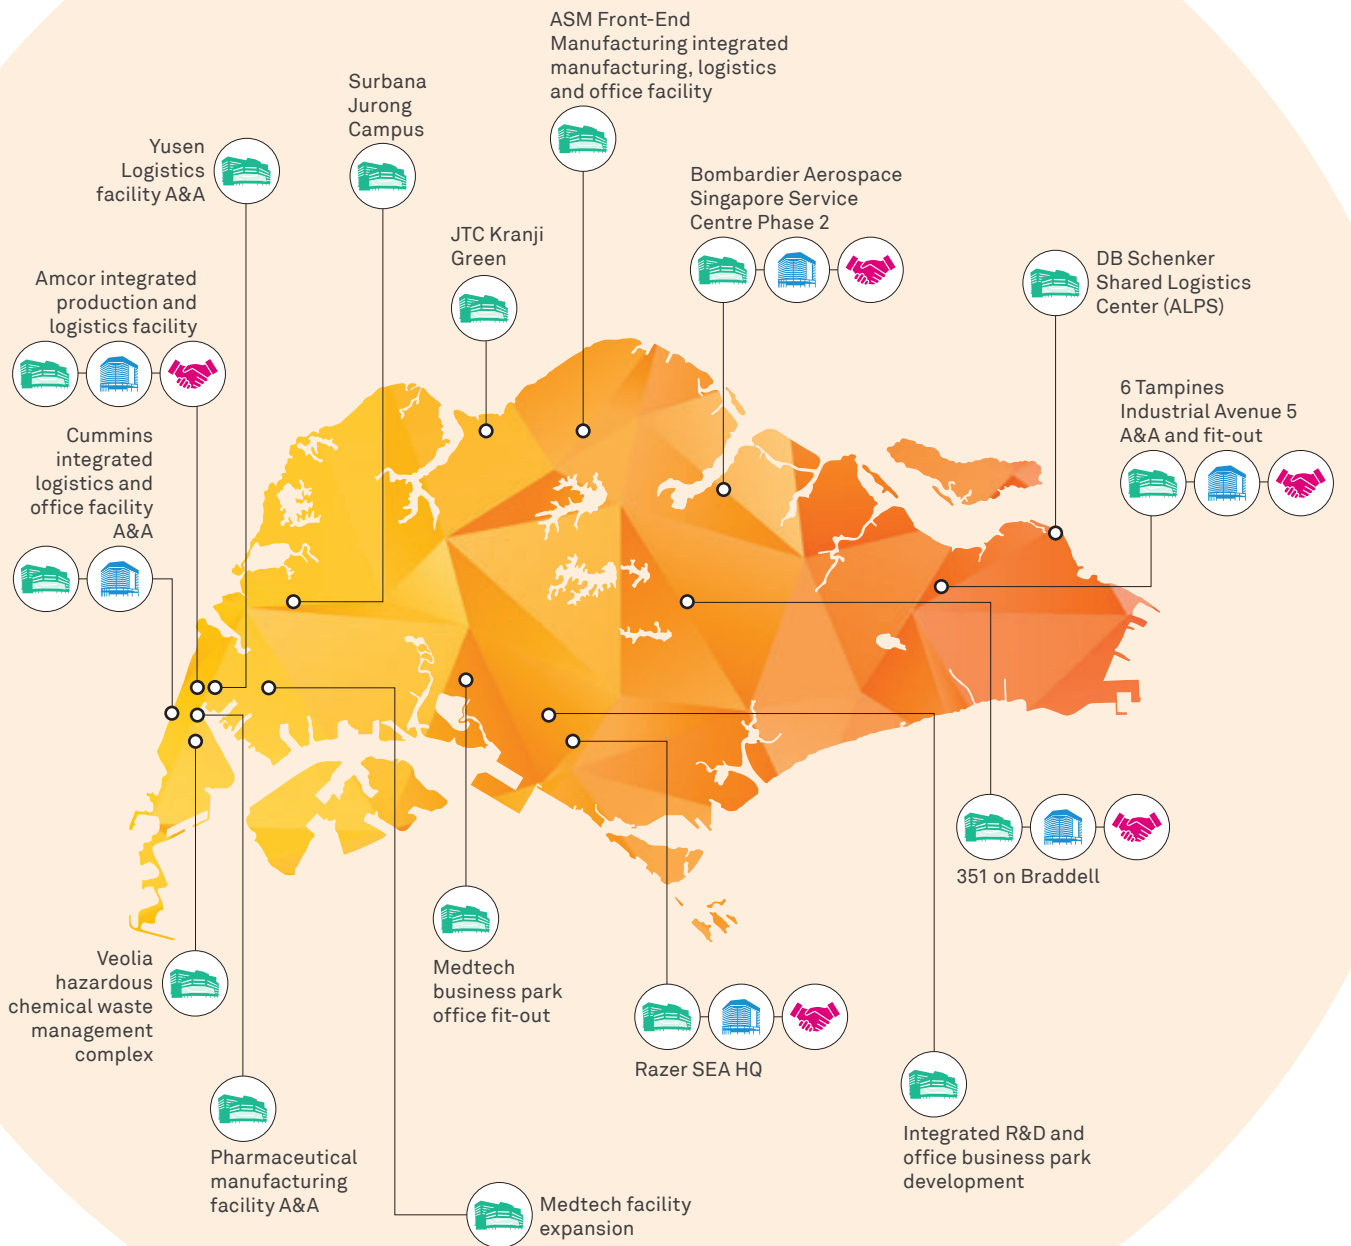 ASM Front-End
Manufacturing integrated
manufacturing, logistics
and office facility
Surbana
Jurong
Campus
Yusen
Logistics
facility A&A
Bombardier Aerospace
Singapore Service
Centre Phase 2
JTC Kranji
Green
DB Schenker
Shared Logistics
Center (ALPS)
Amcor integrated
production and
logistics facility
6 Tampines
Industrial Avenue 5
A&A and fit-out
Cummins
integrated
logistics and
office facility
A&A
351 on Braddell
Veolia
hazardous
chemical waste
management
complex
Medtech
business park
office fit-out
Razer SEA HQ
Integrated R&D and
office business park
development
Pharmaceutical
manufacturing
facility A&A
Medtech facility
expansion